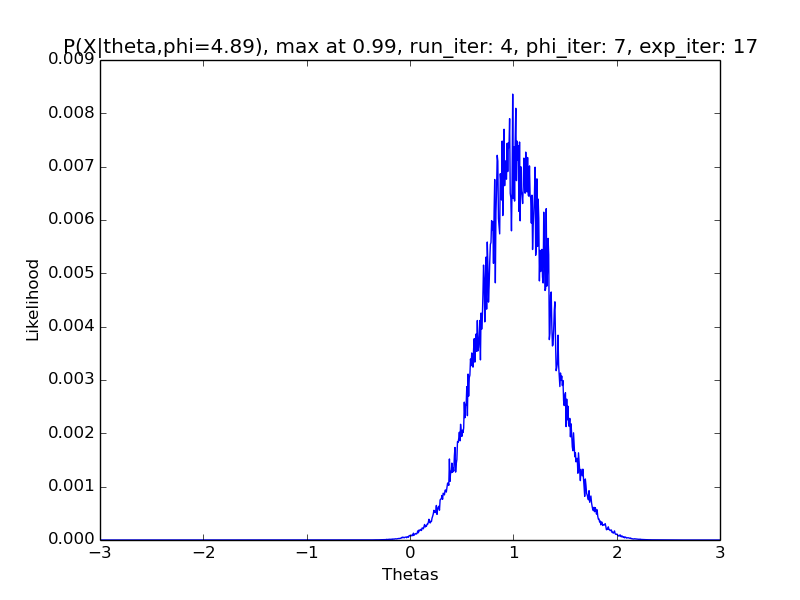 P(X|theta,phi=4.89), max at 0.99, run_iter: 4, phi_iter: 7, exp_iter: 17
0.009
0.008
0.007
0.006
0.005
0.004
0.003
0.002
0.001
0.000
Likelihood
−3 −2 −1 0 1 2 3
Thetas